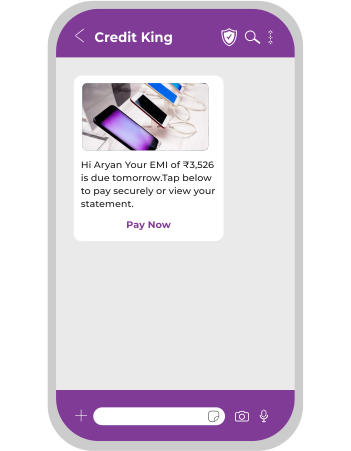 Credit King
Hi Aryan Your EMI of ₹3,526
is due tomorrow.Tap below
to pay securely or view your
statement.
Pay Now